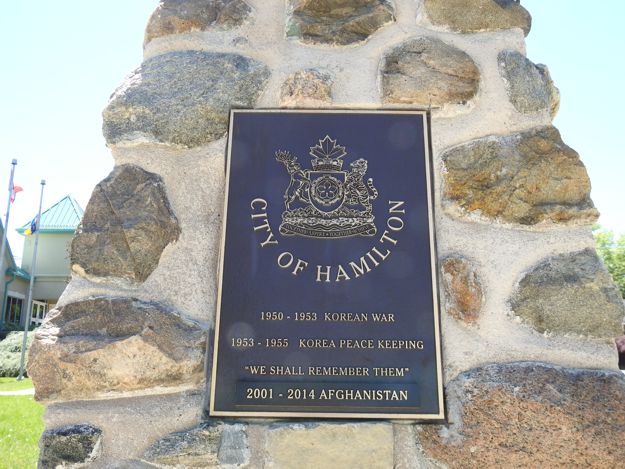 CITY OF HAMILTON
1950 - 1953 KOREAN WAR
1953 - 1955 KOREA PEACE KEEPING
"WE SHALL REMEMBER THEM"
2001 - 2014 AFGHANISTAN